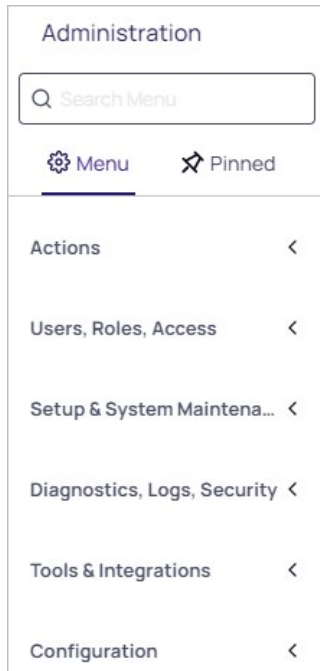 Administration
Search Menu
Menu Pinned
Actions
Users, Roles, Access
Setup & System Maintena...
Diagnostics, Logs, Security
Tools & Integrations
Configuration